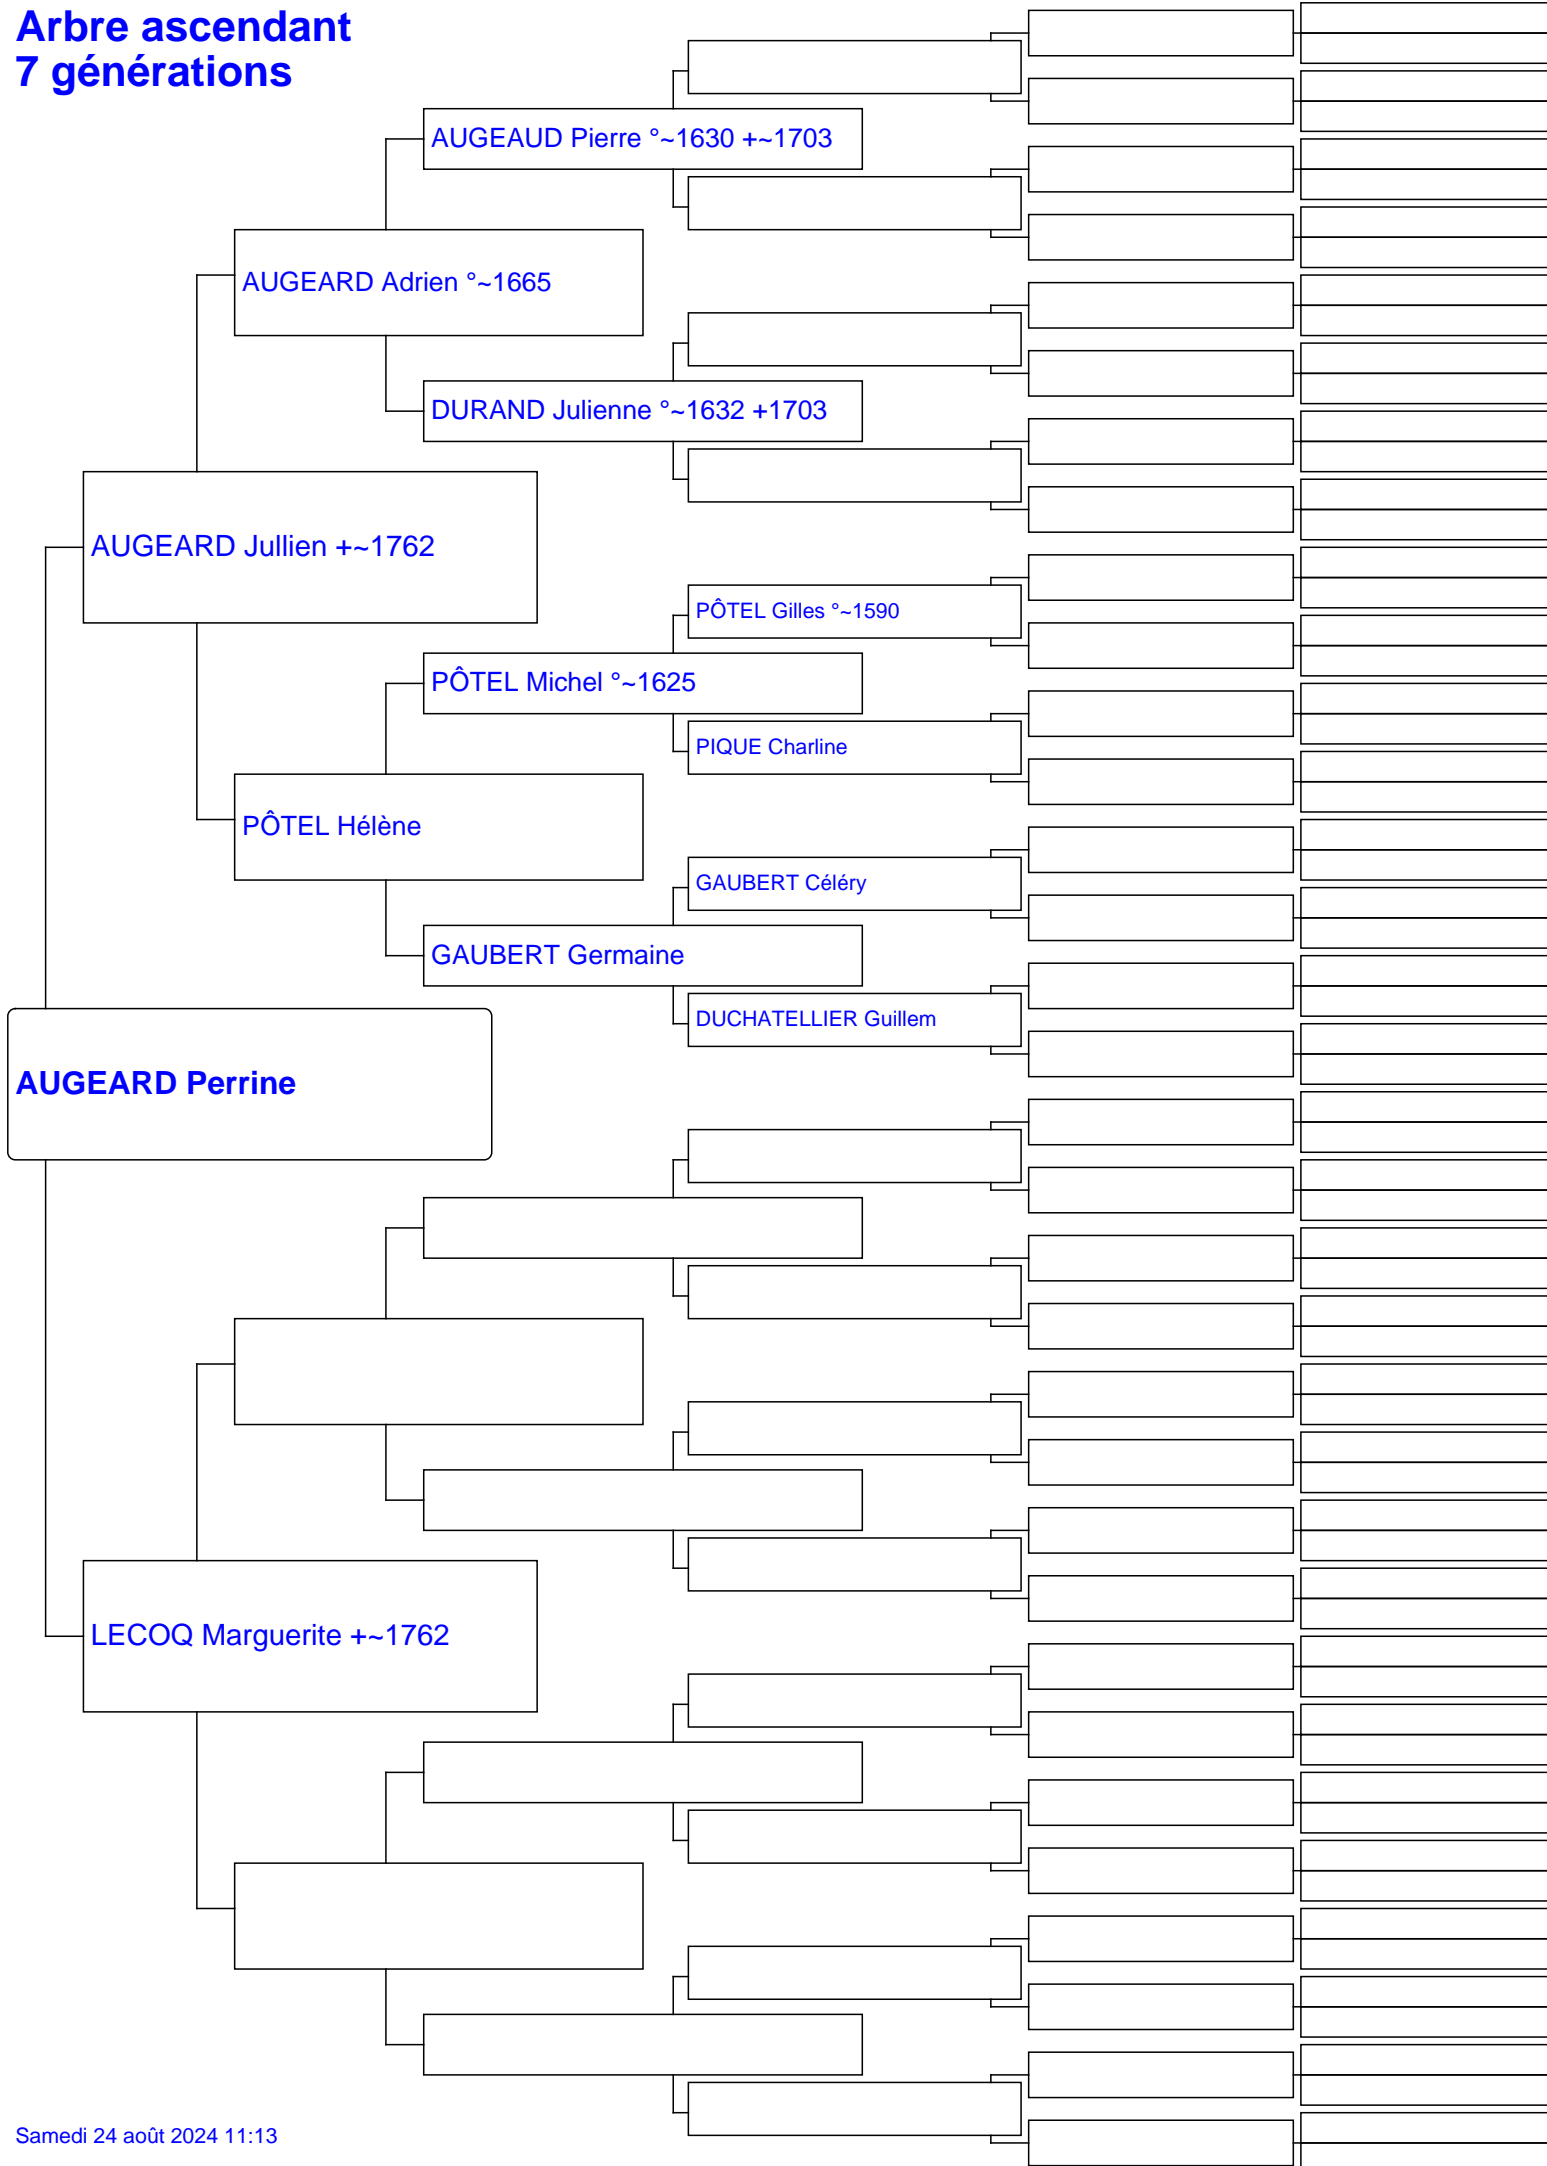 Arbre ascendant
7 générations
AUGEAUD Pierre °~1630 +~1703
AUGEARD Adrien °~1665
DURAND Julienne °~1632 +1703
AUGEARD Jullien +~1762
PÔTEL Gilles °~1590
PÔTEL Michel °~1625
PIQUE Charline
PÔTEL Hélène
GAUBERT Céléry
GAUBERT Germaine
DUCHATELLIER Guillem
AUGEARD Perrine
LECOQ Marguerite +~1762
Samedi 24 août 2024 11:13